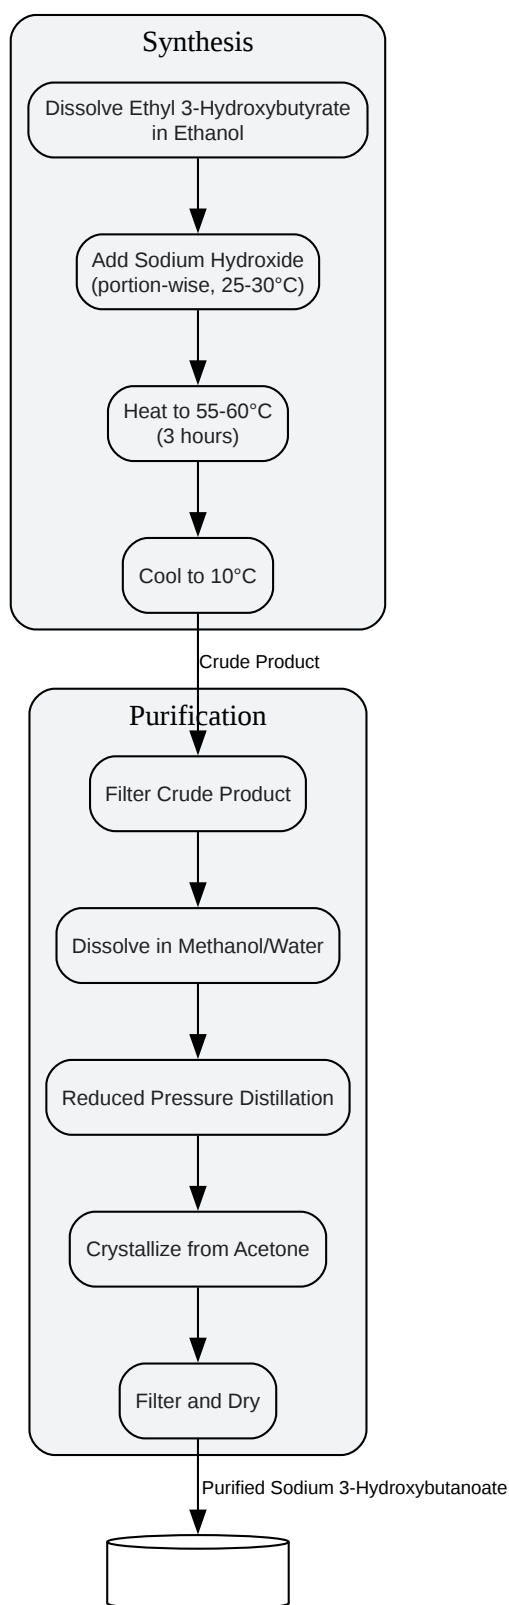 Synthesis
Dissolve Ethyl 3-Hydroxybutyrate
in Ethanol
Add Sodium Hydroxide
(portion-wise, 25-30°C)
Heat to 55-60°C
(3 hours)
Cool to 10°C
Crude Product
Purification
Filter Crude Product
Dissolve in Methanol/Water
Reduced Pressure Distillation
Crystallize from Acetone
Filter and Dry
Purified Sodium 3-Hydroxybutanoate